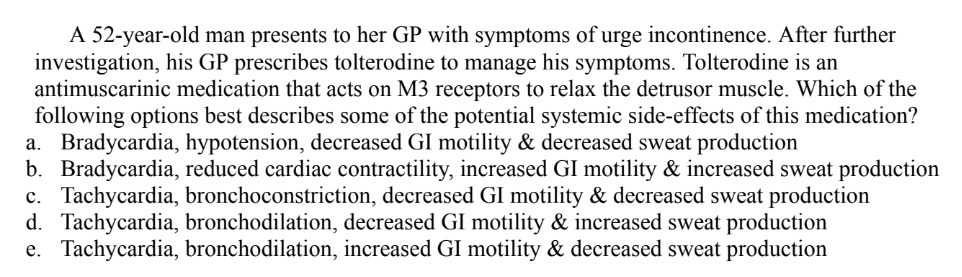 A 52-year-old man presents to her GP with symptoms of urge incontinence. After further
investigation, his GP prescribes tolterodine to manage his symptoms. Tolterodine is an
antimuscarinic medication that acts on M3 receptors to relax the detrusor muscle. Which of the
following options best describes some of the potential systemic side-effects of this medication?
a. Bradycardia, hypotension, decreased GI motility & decreased sweat production
b. Bradycardia, reduced cardiac contractility, increased GI motility & increased sweat production
c. Tachycardia, bronchoconstriction, decreased GI motility & decreased sweat production
d. Tachycardia, bronchodilation, decreased GI motility & increased sweat production
e. Tachycardia, bronchodilation, increased GI motility & decreased sweat production